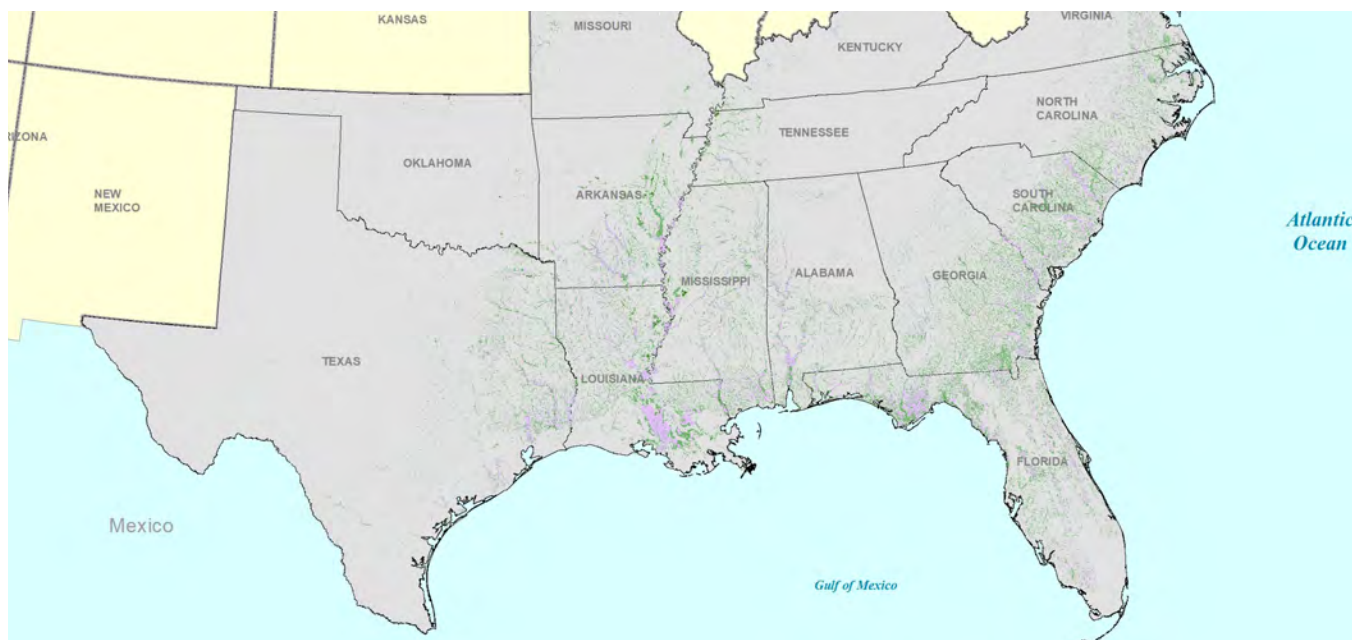 KANSAS
MISSOURI
VIRGINIA
KENTUCKY
NORTH
CAROLINA
TENNESSEE
OKLAHOMA
ARKANSAS
NEW
MEXICO
SOUTH
CAROLINA
Atlantic
Ocean
MISSISSIPPI
ALABAMA
GEORGIA
TEXAS
LOUISIANA
FLORIDA
Mexico
Gulf of Mexico